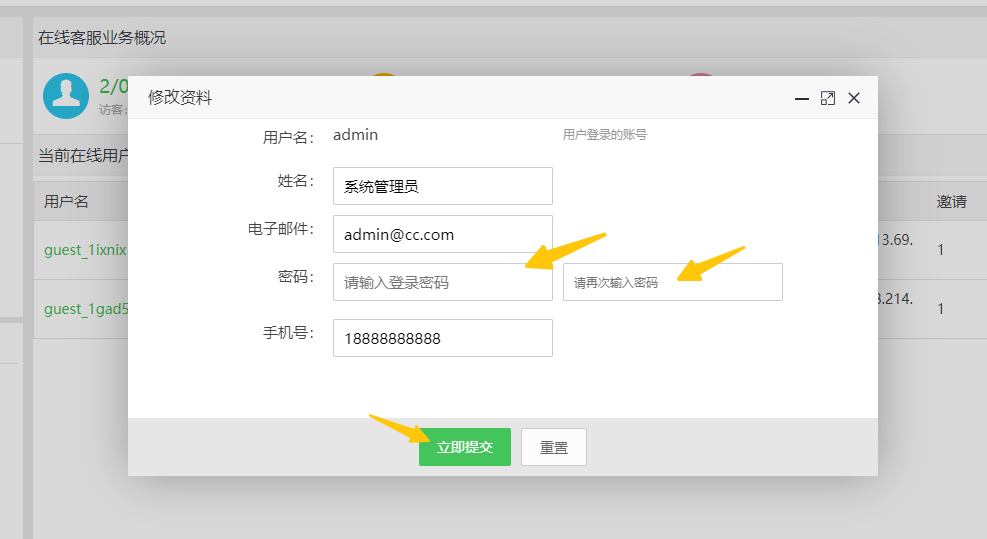 在线客服业务概况
2/0
访客:
当前在线用户
用户名
邀请
guest_1ixnix
13.69.
1
guest_1gad5
3.214.
1
修改资料
用户名：
admin
用户登录的账号
姓名：
系统管理员
电子邮件：
admin@cc.com
密码：
请输入登录密码
请再次输入密码
手机号：
18888888888
立即提交
重置